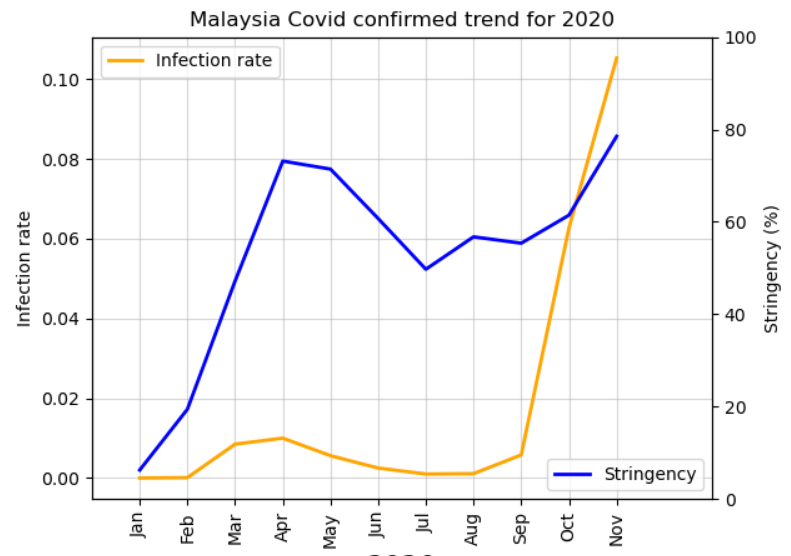 Malaysia Covid confirmed trend for 2020
Infection rate
0.10
0.08
0.06
0.04
0.02
0.00
Infection rate
100
80
60
40
20
0
Stringency (%)
Stringency
Jan
Feb
Mar
Apr
May
Jun
Jul
Aug
Sep
Oct
Nov
2020